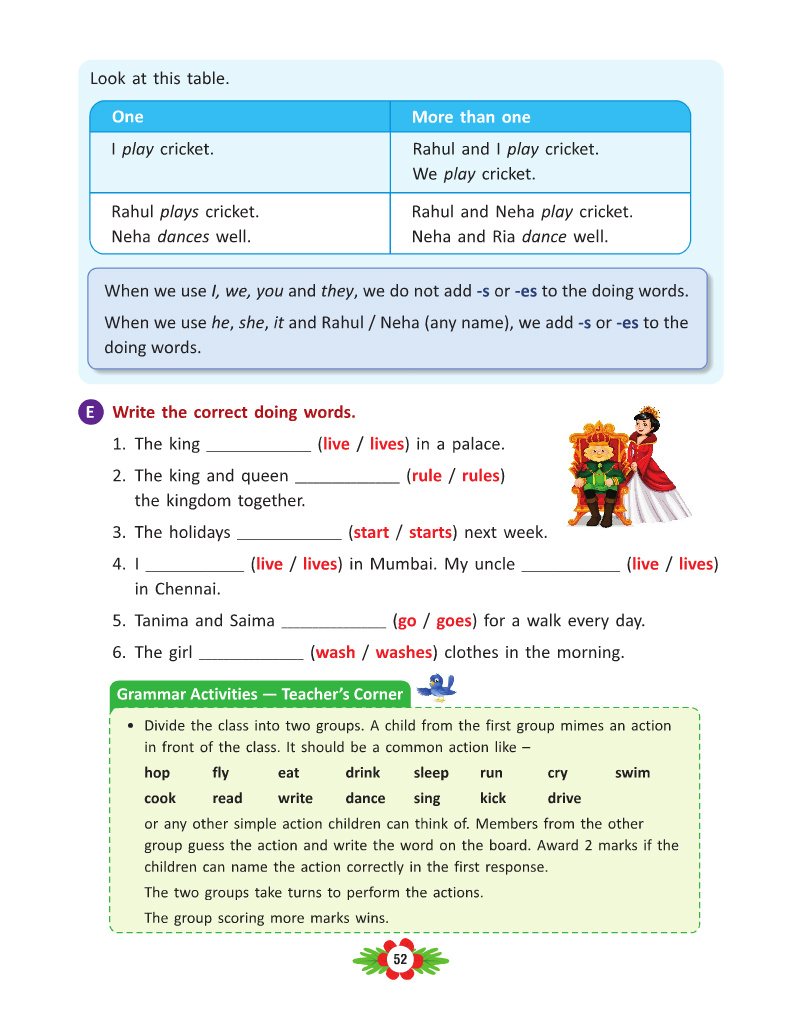 Look at this table.
One More than one
I play cricket. Rahul and I play cricket.
We play cricket.
Rahul plays cricket. Rahul and Neha play cricket.
Neha dances well. Neha and Ria dance well.
When we use I, we, you and they, we do not add -s or -es to the doing words.
When we use he, she, it and Rahul / Neha (any name), we add -s or -es to the
doing words.
E Write the correct doing words.
1. The king ____________ (live / lives) in a palace.
2. The king and queen ____________ (rule / rules)
the kingdom together.
3. The holidays ____________ (start / starts) next week.
4. I ___________ (live / lives) in Mumbai. My uncle ___________ (live / lives)
in Chennai.
5. Tanima and Saima ____________ (go / goes) for a walk every day.
6. The girl ____________ (wash / washes) clothes in the morning.
Grammar Activities — Teacher's Corner
• Divide the class into two groups. A child from the first group mimes an action
in front of the class. It should be a common action like –
hop fly eat drink sleep run cry swim
cook read write dance sing kick drive
or any other simple action children can think of. Members from the other
group guess the action and write the word on the board. Award 2 marks if the
children can name the action correctly in the first response.
The two groups take turns to perform the actions.
The group scoring more marks wins.
52